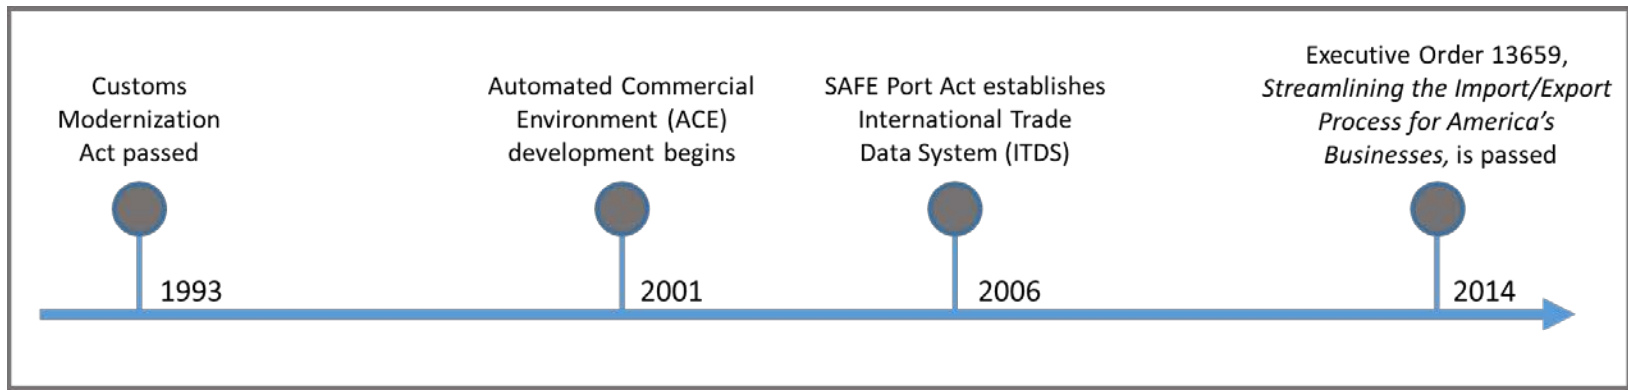 Customs
Modernization
Act passed
1993
Automated Commercial
Environment (ACE)
development begins
2001
SAFE Port Act establishes
International Trade
Data System (ITDS)
2006
Executive Order 13659,
Streamlining the Import/Export
Process for America’s
Businesses, is passed
2014